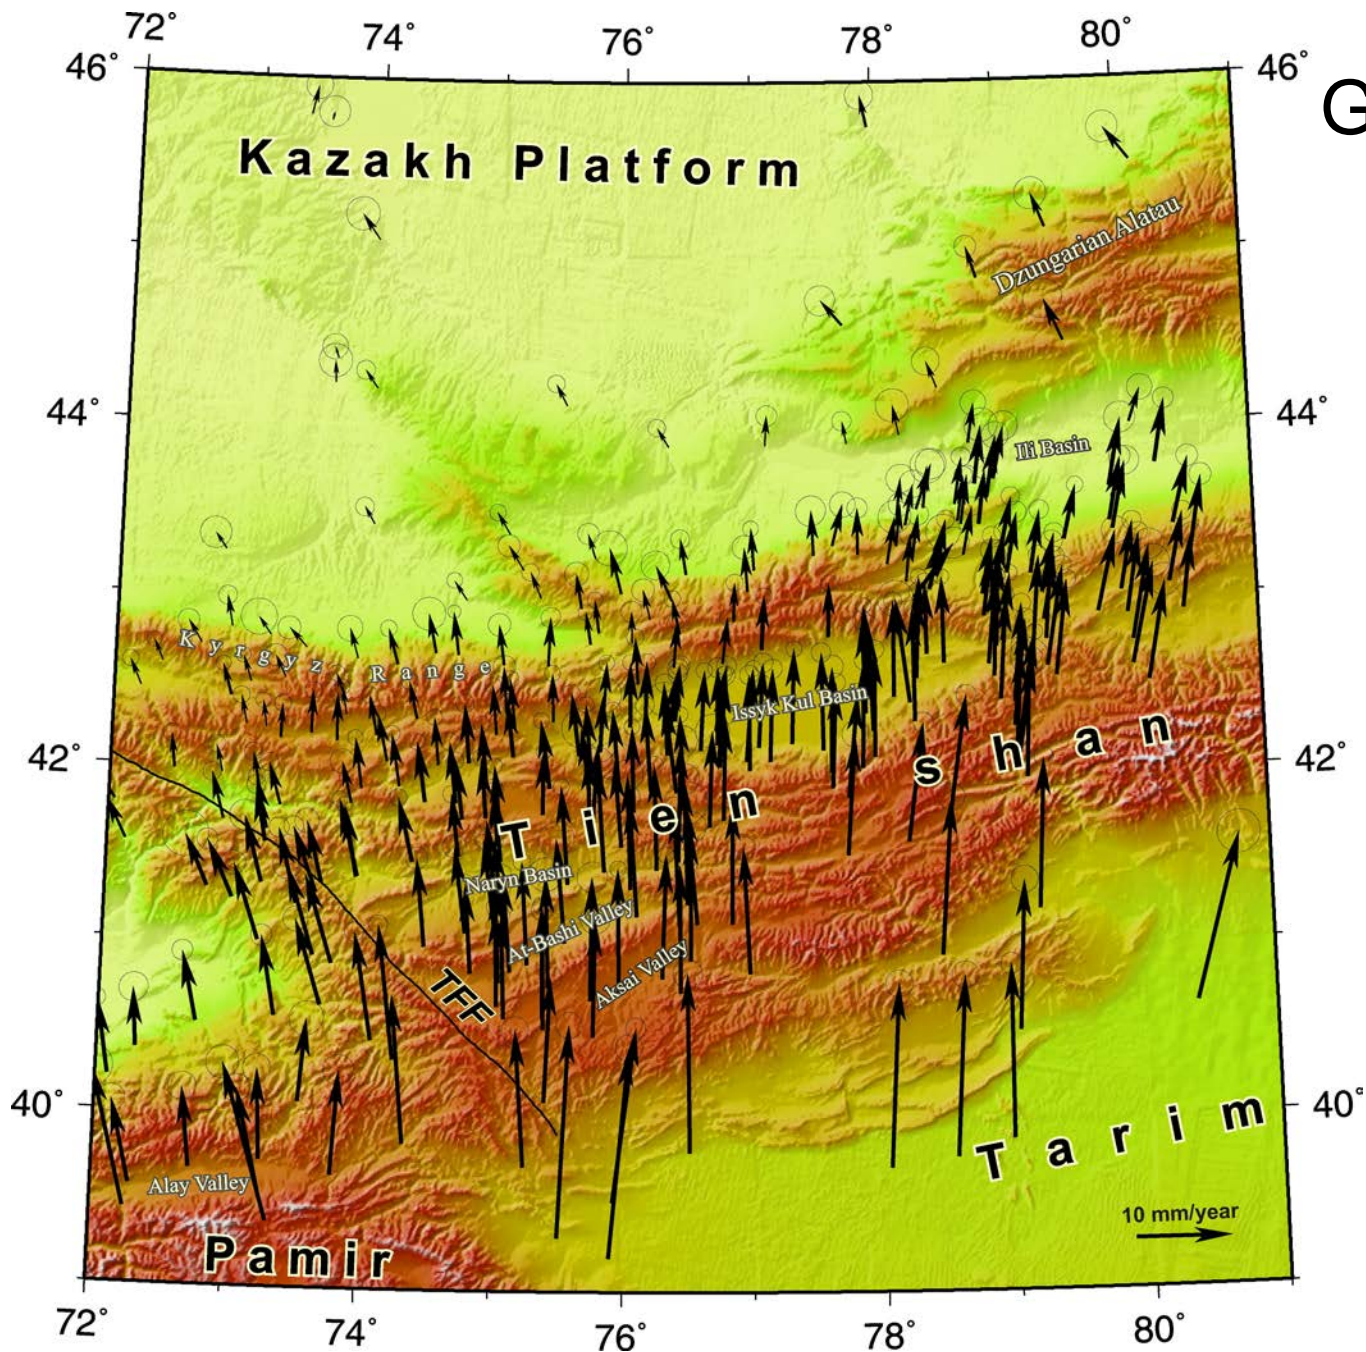 72° 74° 76° 78° 80°
46° 46°
G
Kazakh Platform
Dzungarian Alatau
44° 44°
Ili Basin
Kyrgyz Range
Issyk Kul Basin
42° 42°
Tien shan
Naryn Basin
At-Bashi Valley
Aksai Valley
TFF
40° 40°
Tarim
Alay Valley
10 mm/year
Pamir
72° 74° 76° 78° 80°